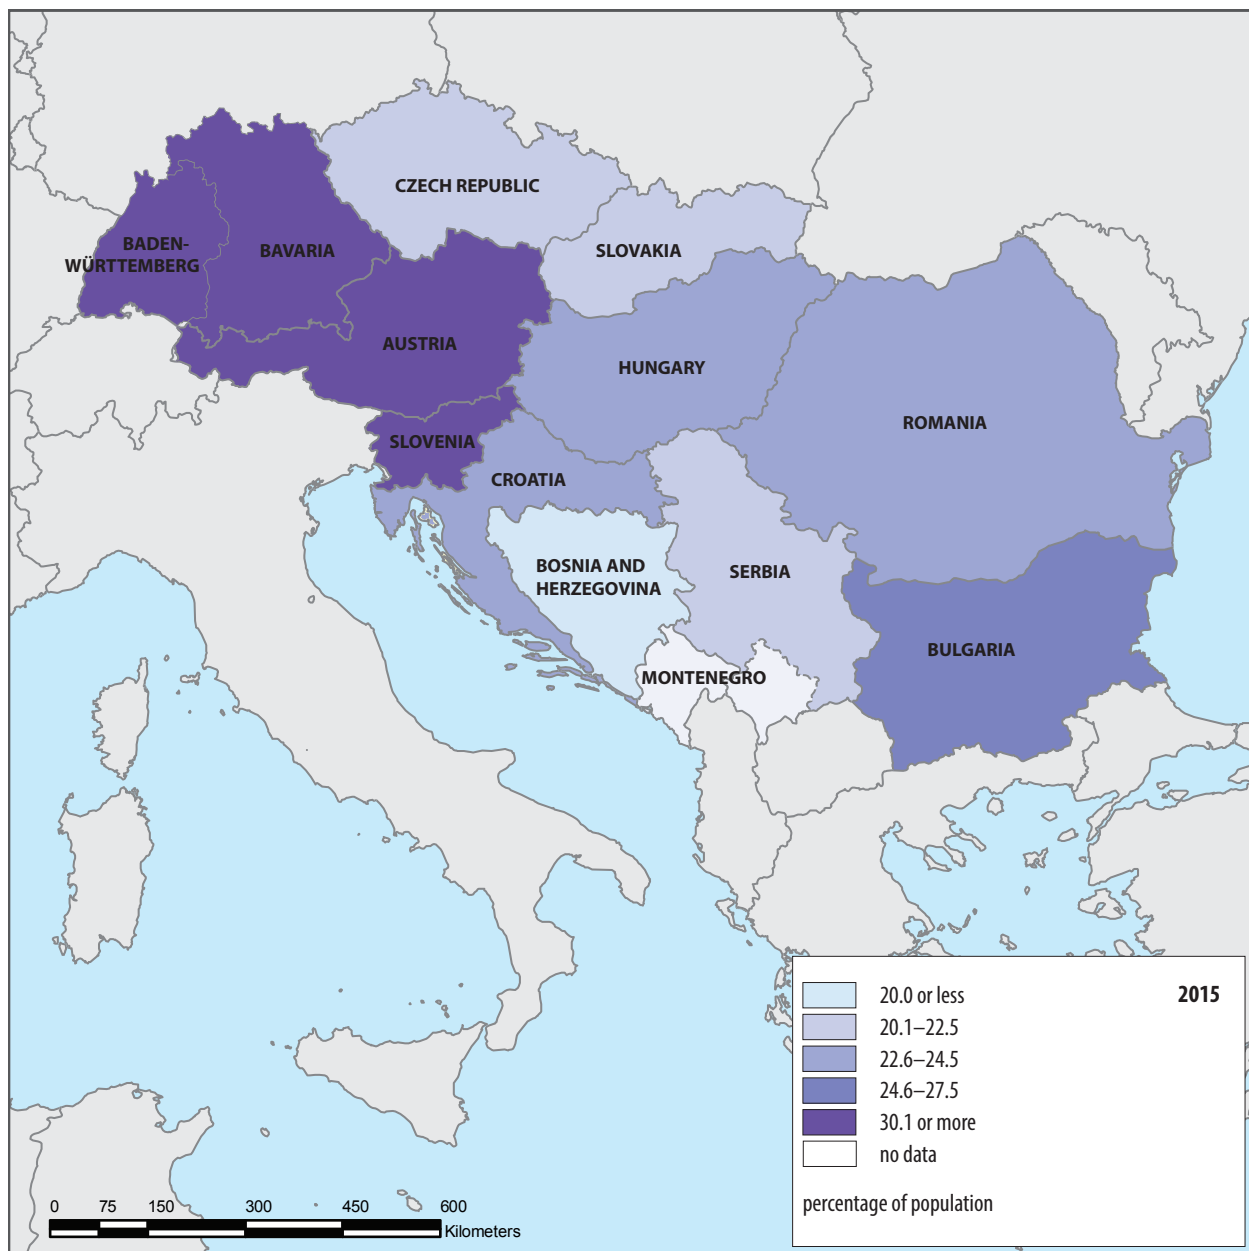 CZECH REPUBLIC
BADEN-
WÜRTTEMBERG
BAVARIA
SLOVAKIA
AUSTRIA
HUNGARY
ROMANIA
SLOVENIA
CROATIA
BOSNIA AND
HERZEGOVINA
SERBIA
BULGARIA
MONTENEGRO
2015
20.0 or less
20.1–22.5
22.6–24.5
24.6–27.5
30.1 or more
no data
percentage of population
0 75 150 300 450 600
Kilometers